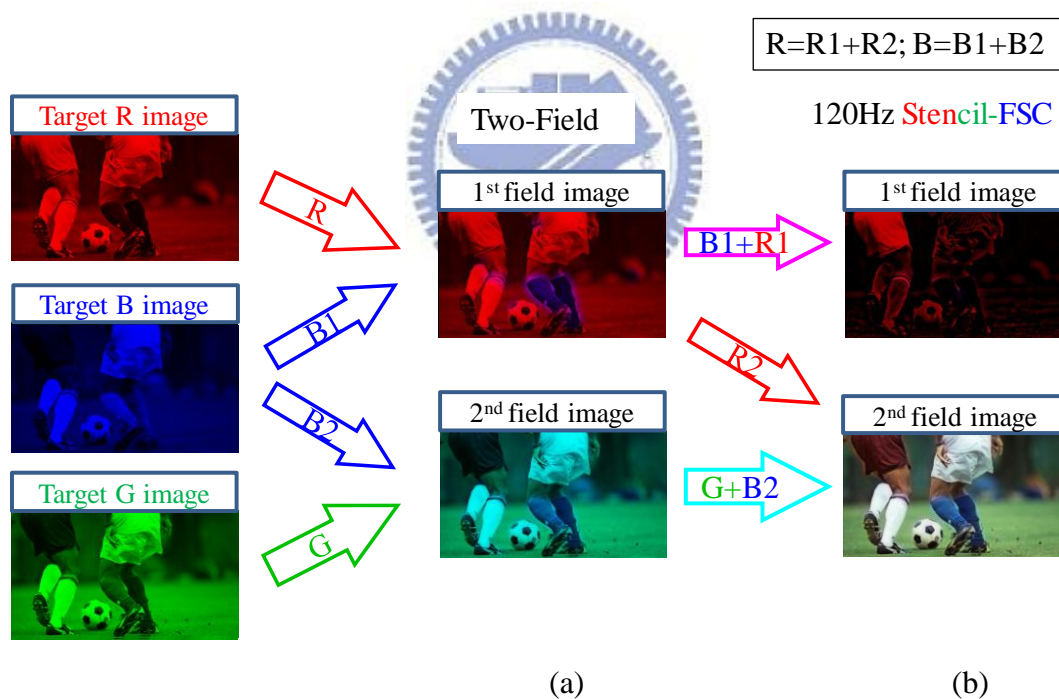 R=R1+R2; B=B1+B2
120Hz Stencil-FSC
Two-Field
Target R image
R
1st field image
B1+R1
1st field image
Target B image
B1
R2
B2
2nd field image
2nd field image
Target G image
G
G+B2
(a)
(b)